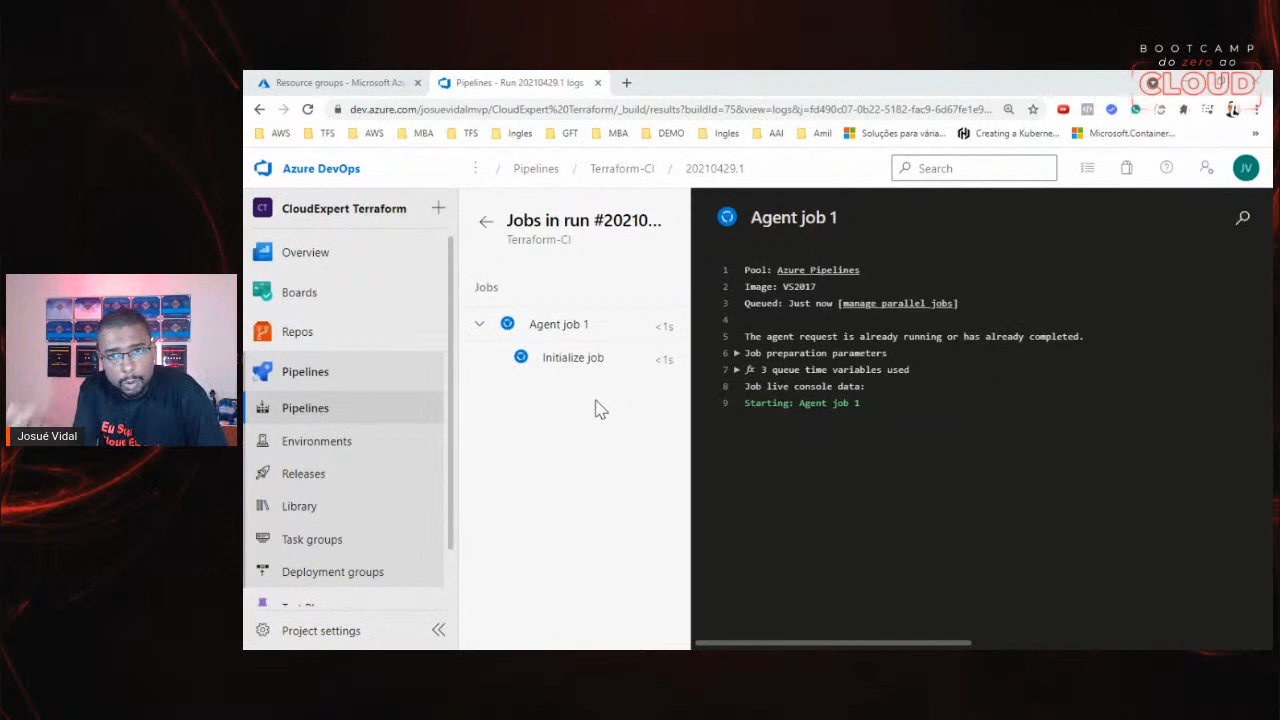 BOOTCAMP
do zero ao
CLOUD
Resource groups - Microsoft Az
Pipelines - Run 20210429.1 logs
dev.azure.com/josuevidalmvp/CloudExpert%20Terraform/_build/results?buildId=75&view=logs&j=fd490c07-0b22-5182-fac9-6d67fe1e9...
AWS
TFS
AWS
MBA
TFS
Ingles
GFT
MBA
DEMO
Ingles
AAI
Amil
Soluções para vária...
Creating a Kuberne...
Microsoft.Container...
Azure DevOps
/ Pipelines / Terraform-CI / 20210429.1
Search
JV
CT
CloudExpert Terraform
Overview
Boards
Repos
Pipelines
Pipelines
Environments
Releases
Library
Task groups
Deployment groups
Project settings
Jobs in run #20210...
Terraform-CI
Jobs
Agent job 1 <1s
Initialize job <1s
Agent job 1
1 Pool: Azure Pipelines
2 Image: VS2017
3 Queued: Just now [manage parallel jobs]
4
5 The agent request is already running or has already completed.
6 Job preparation parameters
7 fx 3 queue time variables used
8 Job live console data:
9 Starting: Agent job 1
Josué Vidal